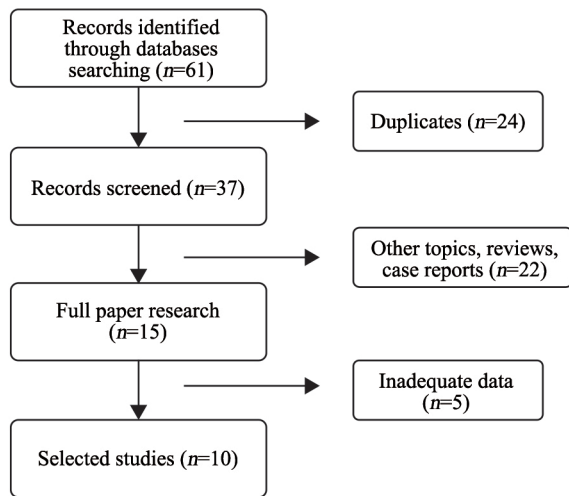 Records identified
through databases
searching (n=61)
Duplicates (n=24)
Records screened (n=37)
Other topics, reviews,
case reports (n=22)
Full paper research
(n=15)
Inadequate data
(n=5)
Selected studies (n=10)